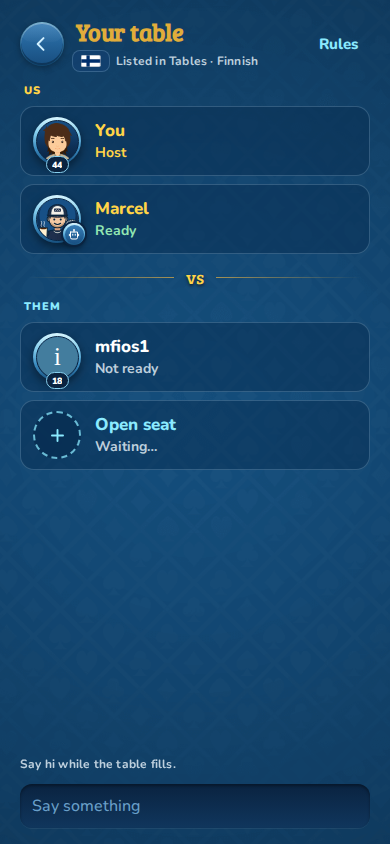 Your table
Rules
Listed in Tables · Finnish
US
You
44
Host
Marcel
Ready
VS
THEM
i
mfios1
18
Not ready
+
Open seat
Waiting...
Say hi while the table fills.
Say something